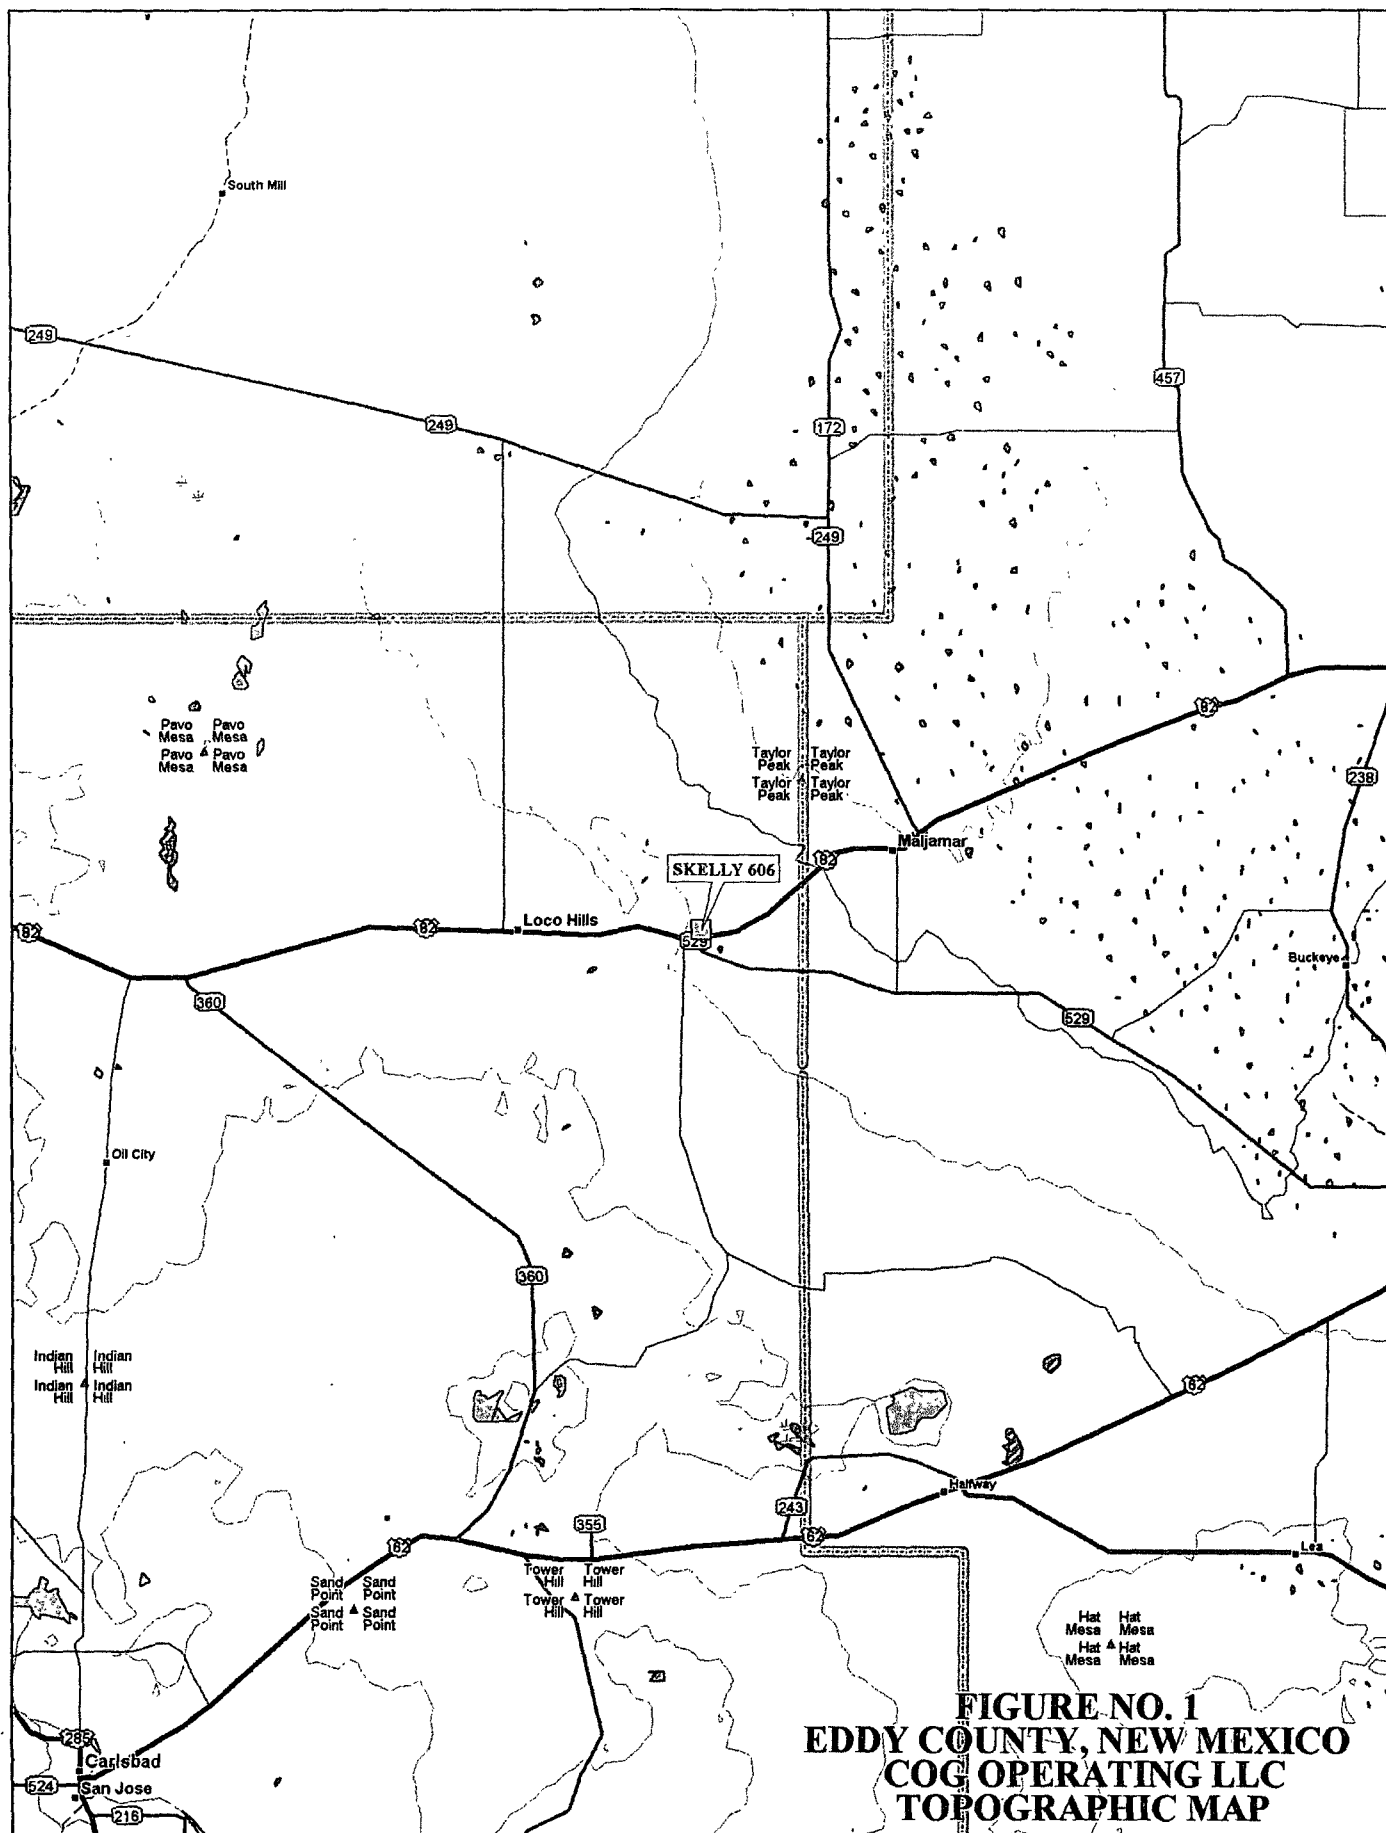 South Mill
249
457
249
172
249
82
Pavo Pavo
Mesa Mesa
Pavo Pavo
Mesa Mesa
Taylor Taylor
Peak Peak
Taylor Taylor
Peak Peak
238
Maljamar
82
SKELLY 606
Loco Hills
82
82
529
Buckeye
360
529
Oil City
360
Indian Indian
Hill Hill
Indian Indian
Hill Hill
62
Halfway
243
355
62
62
Lea
Tower Tower
Hill Hill
Tower Tower
Hill Hill
Sand Sand
Point Point
Sand Sand
Point Point
Hat Hat
Mesa Mesa
Hat Hat
Mesa Mesa
285
Carlsbad
524
San Jose
216
FIGURE NO. 1
EDDY COUNTY, NEW MEXICO
COG OPERATING LLC
TOPOGRAPHIC MAP